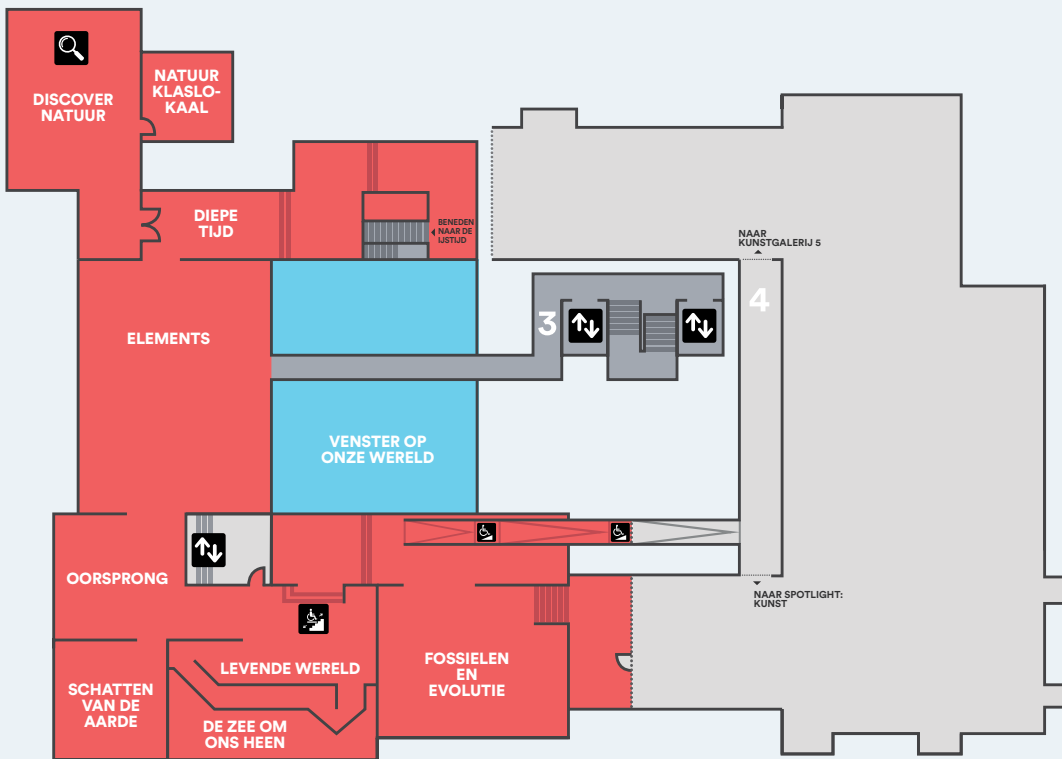 DISCOVER
NATUUR
NATUUR
KLASLO-
KAAL
DIEPE
TIJD
BENEDEN
NAAR DE
IJSTIJD
NAAR
KUNSTGALERIJ 5
ELEMENTS
3
4
VENSTER OP
ONZE WERELD
OORSPRONG
NAAR SPOTLIGHT:
KUNST
LEVENDE WERELD
FOSSIELEN
EN
EVOLUTIE
SCHATTEN
VAN DE
AARDE
DE ZEE OM
ONS HEEN